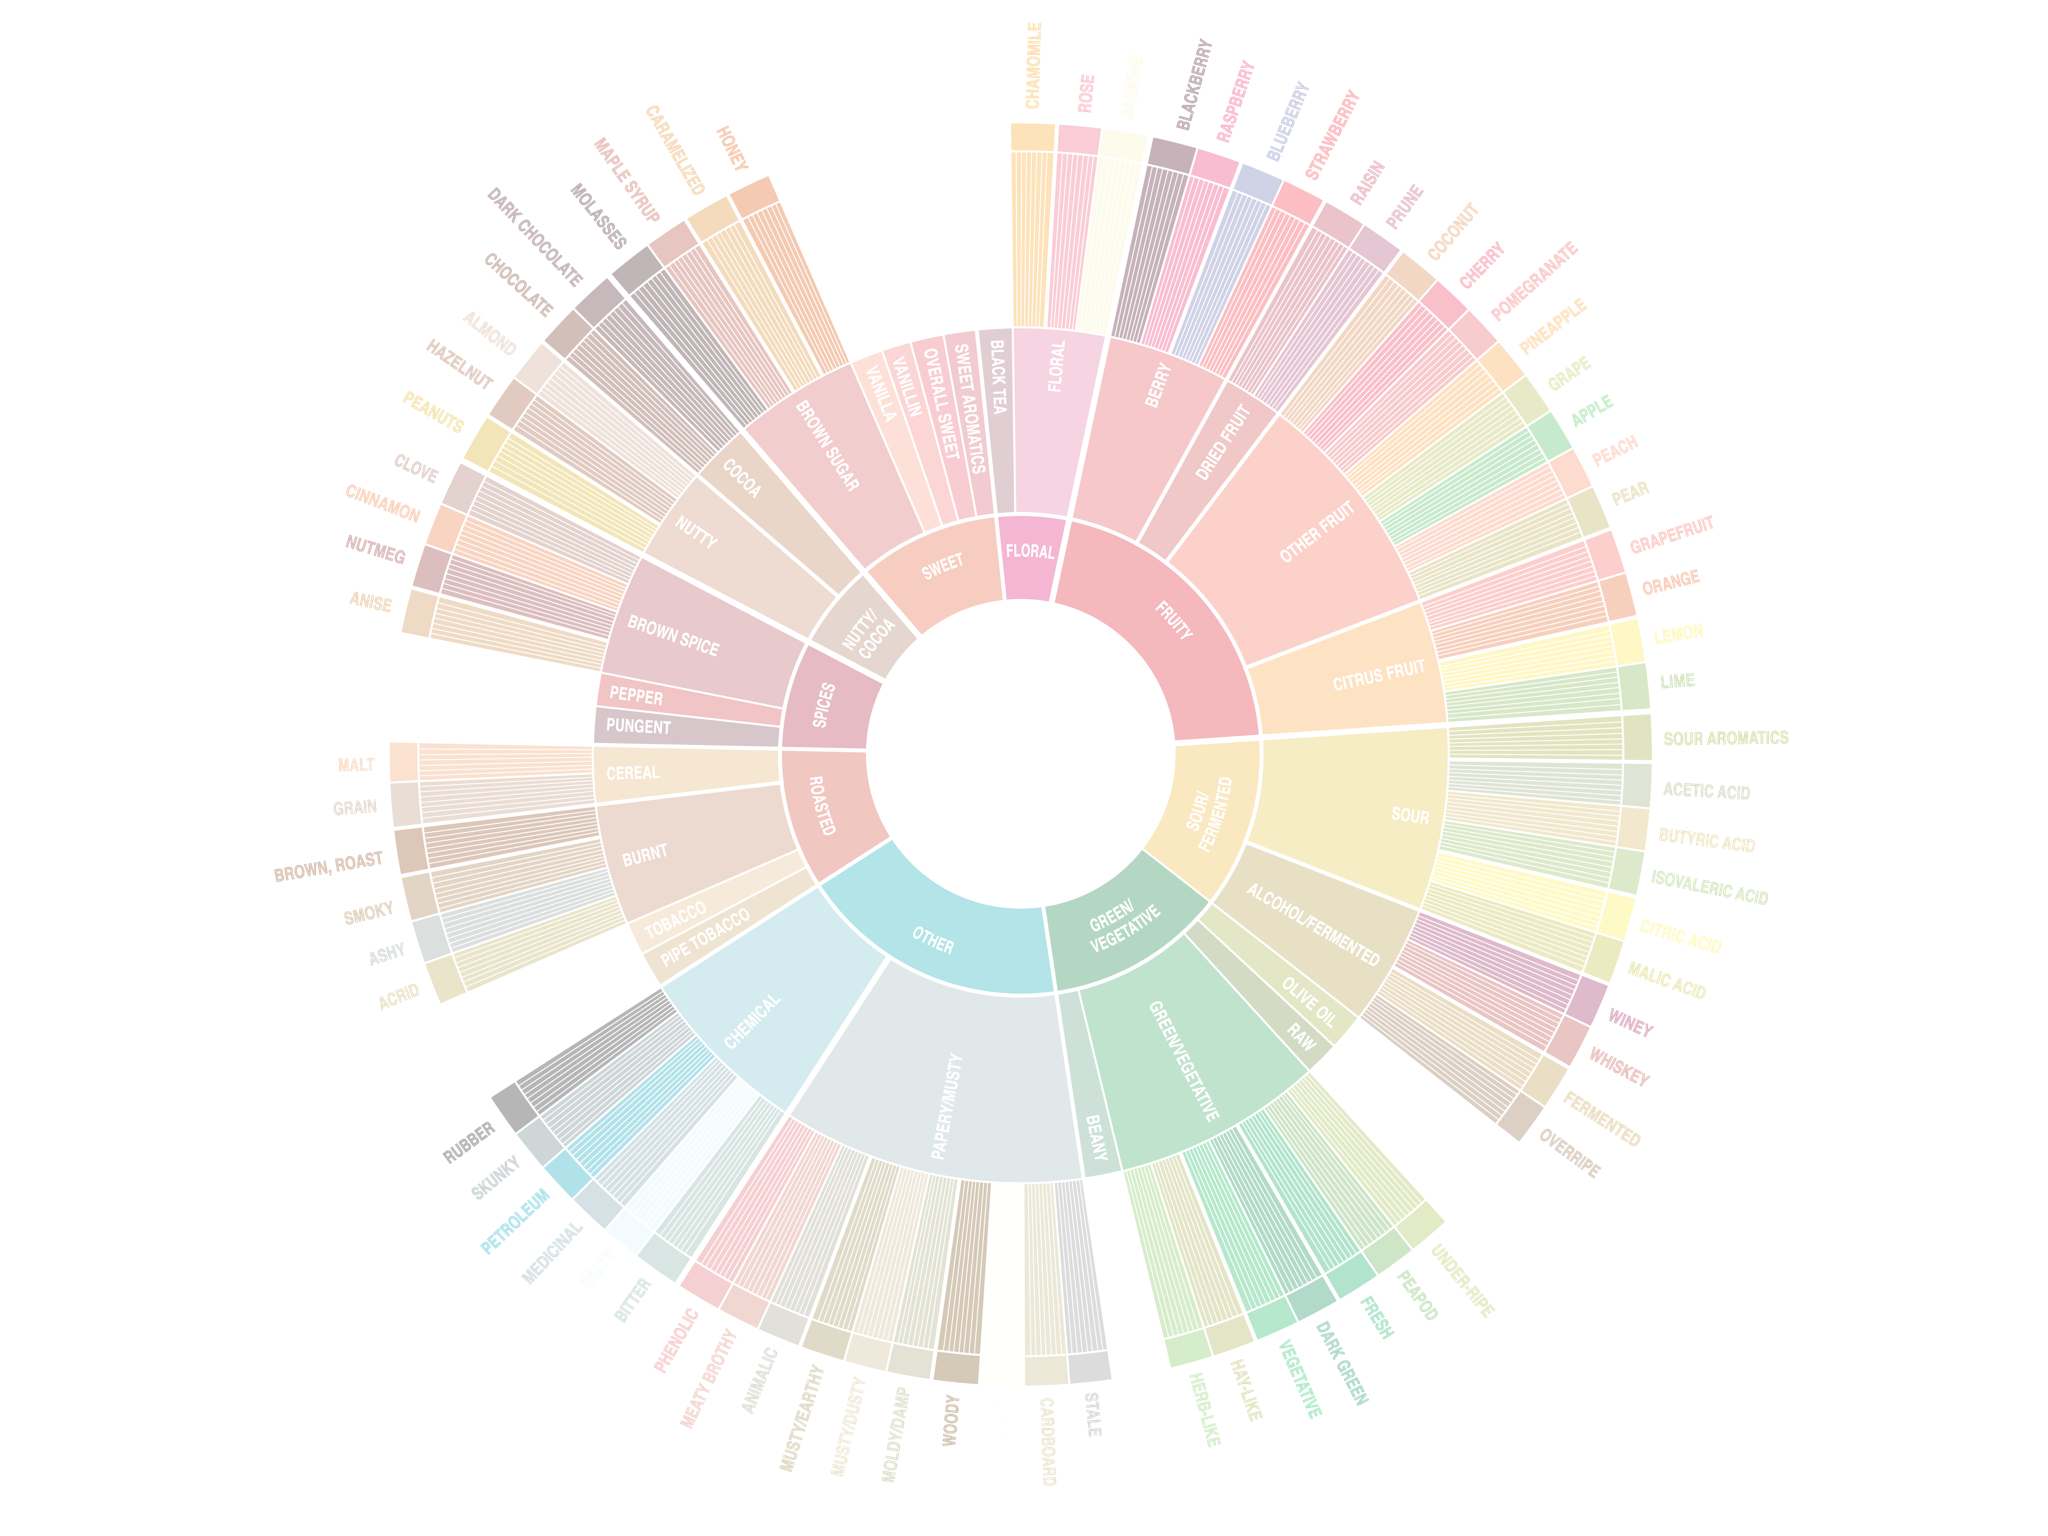 FLORAL
FRUITY
SOUR/
FERMENTED
GREEN/
VEGETATIVE
OTHER
ROASTED
SPICES
NUTTY/
COCOA
SWEET
BLACK TEA
FLORAL
BERRY
DRIED FRUIT
OTHER FRUIT
CITRUS FRUIT
SOUR
ALCOHOL/FERMENTED
OLIVE OIL
RAW
GREEN/VEGETATIVE
BEANY
PAPERY/MUSTY
CHEMICAL
PIPE TOBACCO
TOBACCO
BURNT
CEREAL
PUNGENT
PEPPER
BROWN SPICE
NUTTY
COCOA
BROWN SUGAR
VANILLA
VANILLIN
OVERALL SWEET
SWEET AROMATICS
CHAMOMILE
ROSE
BLACKBERRY
RASPBERRY
BLUEBERRY
STRAWBERRY
RAISIN
PRUNE
COCONUT
CHERRY
POMEGRANATE
PINEAPPLE
GRAPE
APPLE
PEACH
PEAR
GRAPEFRUIT
ORANGE
LEMON
LIME
SOUR AROMATICS
ACETIC ACID
BUTYRIC ACID
ISOVALERIC ACID
CITRIC ACID
MALIC ACID
WINEY
WHISKEY
FERMENTED
OVERRIPE
UNDER-RIPE
PEAPOD
FRESH
DARK GREEN
VEGETATIVE
HAY-LIKE
HERB-LIKE
STALE
CARDBOARD
WOODY
MOLDY/DAMP
MUSTY/DUSTY
MUSTY/EARTHY
ANIMALIC
MEATY BROTHY
PHENOLIC
BITTER
MEDICINAL
PETROLEUM
SKUNKY
RUBBER
ACRID
ASHY
SMOKY
BROWN, ROAST
GRAIN
MALT
ANISE
NUTMEG
CINNAMON
CLOVE
PEANUTS
HAZELNUT
ALMOND
CHOCOLATE
DARK CHOCOLATE
MOLASSES
MAPLE SYRUP
CARAMELIZED
HONEY